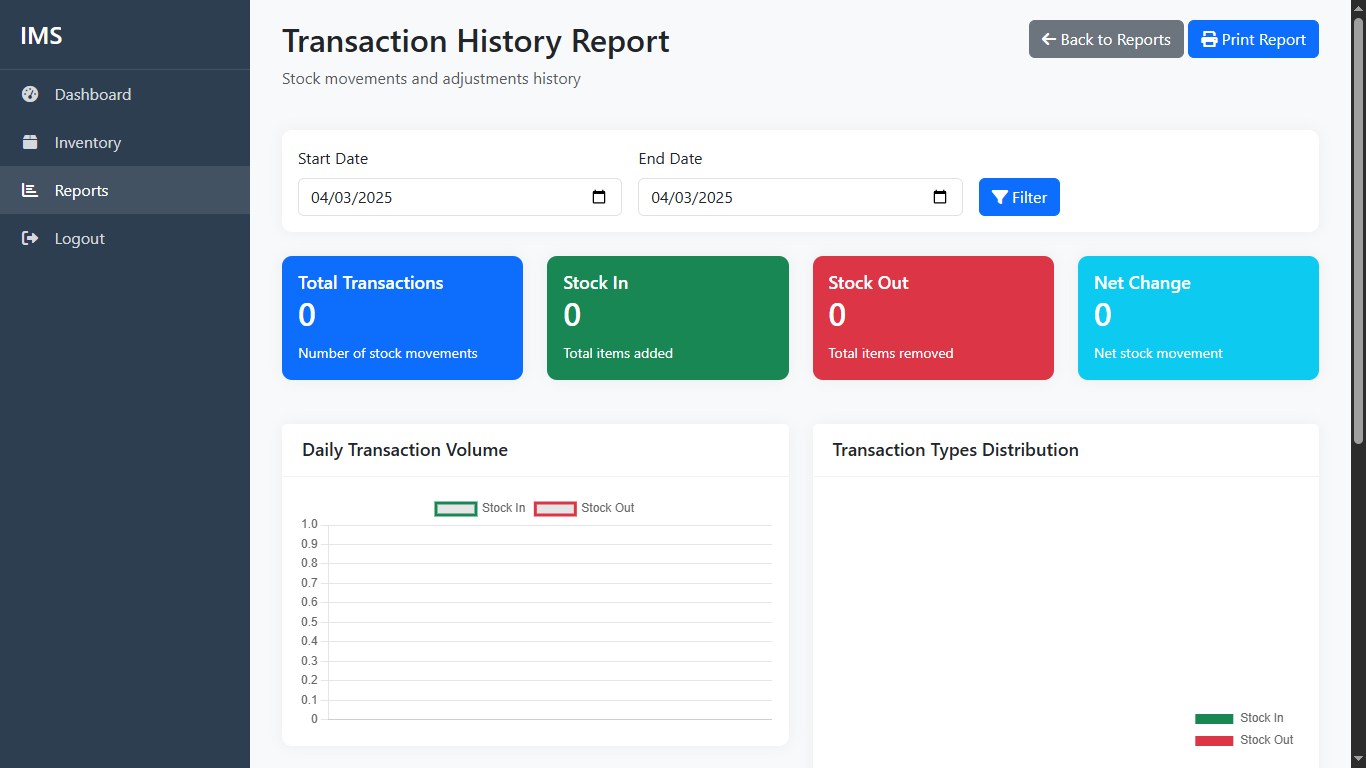 IMS
Dashboard
Inventory
Reports
Logout
Transaction History Report
Stock movements and adjustments history
Back to Reports
Print Report
Start Date
End Date
04/03/2025
04/03/2025
Filter
Total Transactions
0
Number of stock movements
Stock In
0
Total items added
Stock Out
0
Total items removed
Net Change
0
Net stock movement
Daily Transaction Volume
Stock In
Stock Out
1.0
0.9
0.8
0.7
0.6
0.5
0.4
0.3
0.2
0.1
0
Transaction Types Distribution
Stock In
Stock Out